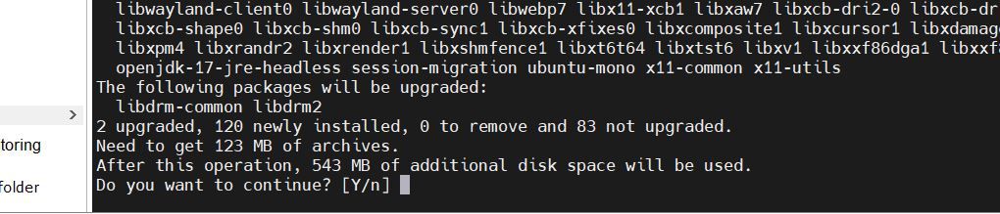 libwayland-client0 libwayland-server0 libwebp7 libx11-xcb1 libxaw7 libxcb-dri2-0
libxcb-shape0 libxcb-shm0 libxcb-sync1 libxcb-xfixes0 libxcomposite1 libxcursor1
libxpm4 libxrandr2 libxrender1 libxshmfence1 libxt6t64 libxtst6 libxv1 libxxf86dga1
openjdk-17-jre-headless session-migration ubuntu-mono x11-common x11-utils
The following packages will be upgraded:
libdrm-common libdrm2
2 upgraded, 120 newly installed, 0 to remove and 83 not upgraded.
Need to get 123 MB of archives.
After this operation, 543 MB of additional disk space will be used.
Do you want to continue? [Y/n]
>
toring
folder